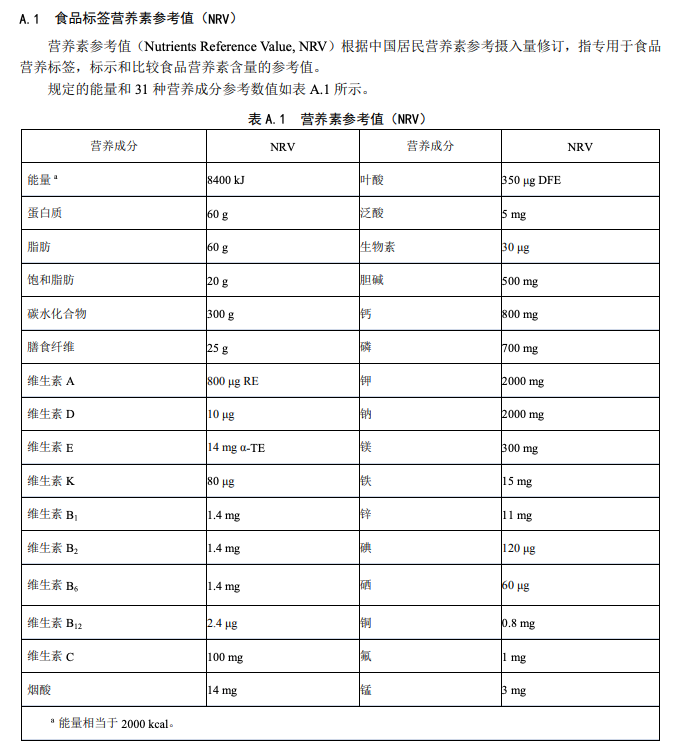 A.1 食品标签营养素参考值（NRV）
营养素参考值（Nutrients Reference Value, NRV）根据中国居民营养素参考摄入量修订，指专用于食品
营养标签，标示和比较食品营养素含量的参考值。
规定的能量和 31 种营养成分参考数值如表 A.1 所示。
表 A.1 营养素参考值（NRV）
营养成分 NRV 营养成分 NRV
能量 ᵃ 8400 kJ 叶酸 350 μg DFE
蛋白质 60 g 泛酸 5 mg
脂肪 60 g 生物素 30 μg
饱和脂肪 20 g 胆碱 500 mg
碳水化合物 300 g 钙 800 mg
膳食纤维 25 g 磷 700 mg
维生素 A 800 μg RE 钾 2000 mg
维生素 D 10 μg 钠 2000 mg
维生素 E 14 mg α-TE 镁 300 mg
维生素 K 80 μg 铁 15 mg
维生素 B₁ 1.4 mg 锌 11 mg
维生素 B₂ 1.4 mg 碘 120 μg
维生素 B₆ 1.4 mg 硒 60 μg
维生素 B₁₂ 2.4 μg 铜 0.8 mg
维生素 C 100 mg 氟 1 mg
烟酸 14 mg 锰 3 mg
ᵃ 能量相当于 2000 kcal。